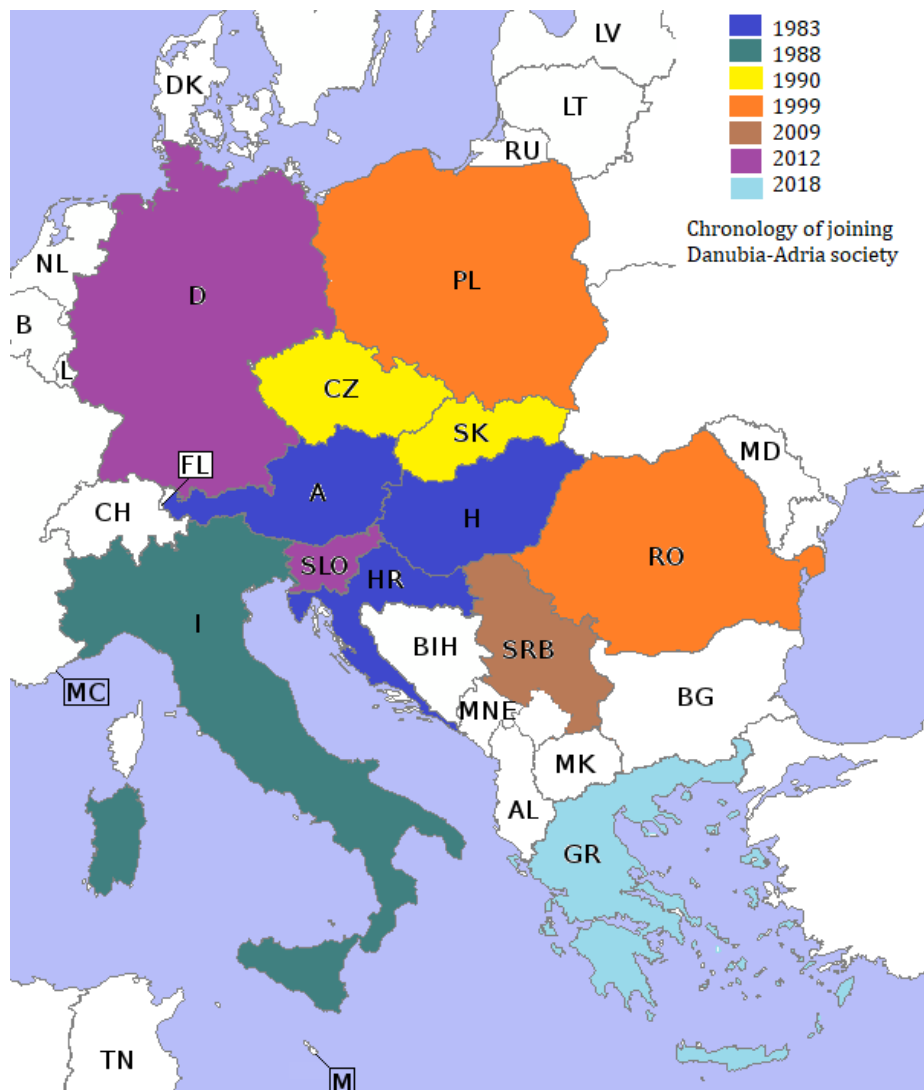 LV
1983
1988
DK
1990
LT
1999
2009
RU
2012
2018
Chronology of joining
Danubia-Adria society
NL
PL
D
B
L
CZ
SK
MD
FL
A
CH
H
RO
SLO
HR
I
BIH
SRB
MC
MNE
BG
MK
AL
GR
TN
M